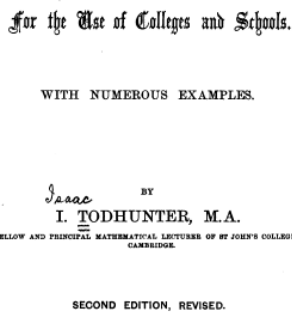 For the Use of Colleges and Schools.
WITH NUMEROUS EXAMPLES.
BY
Isaac
I. TODHUNTER, M.A.
ELLOW AND PRINCIPAL MATHEMATICAL LECTURER OF ST JOHN'S COLLEG
CAMBRIDGE.
SECOND EDITION, REVISED.